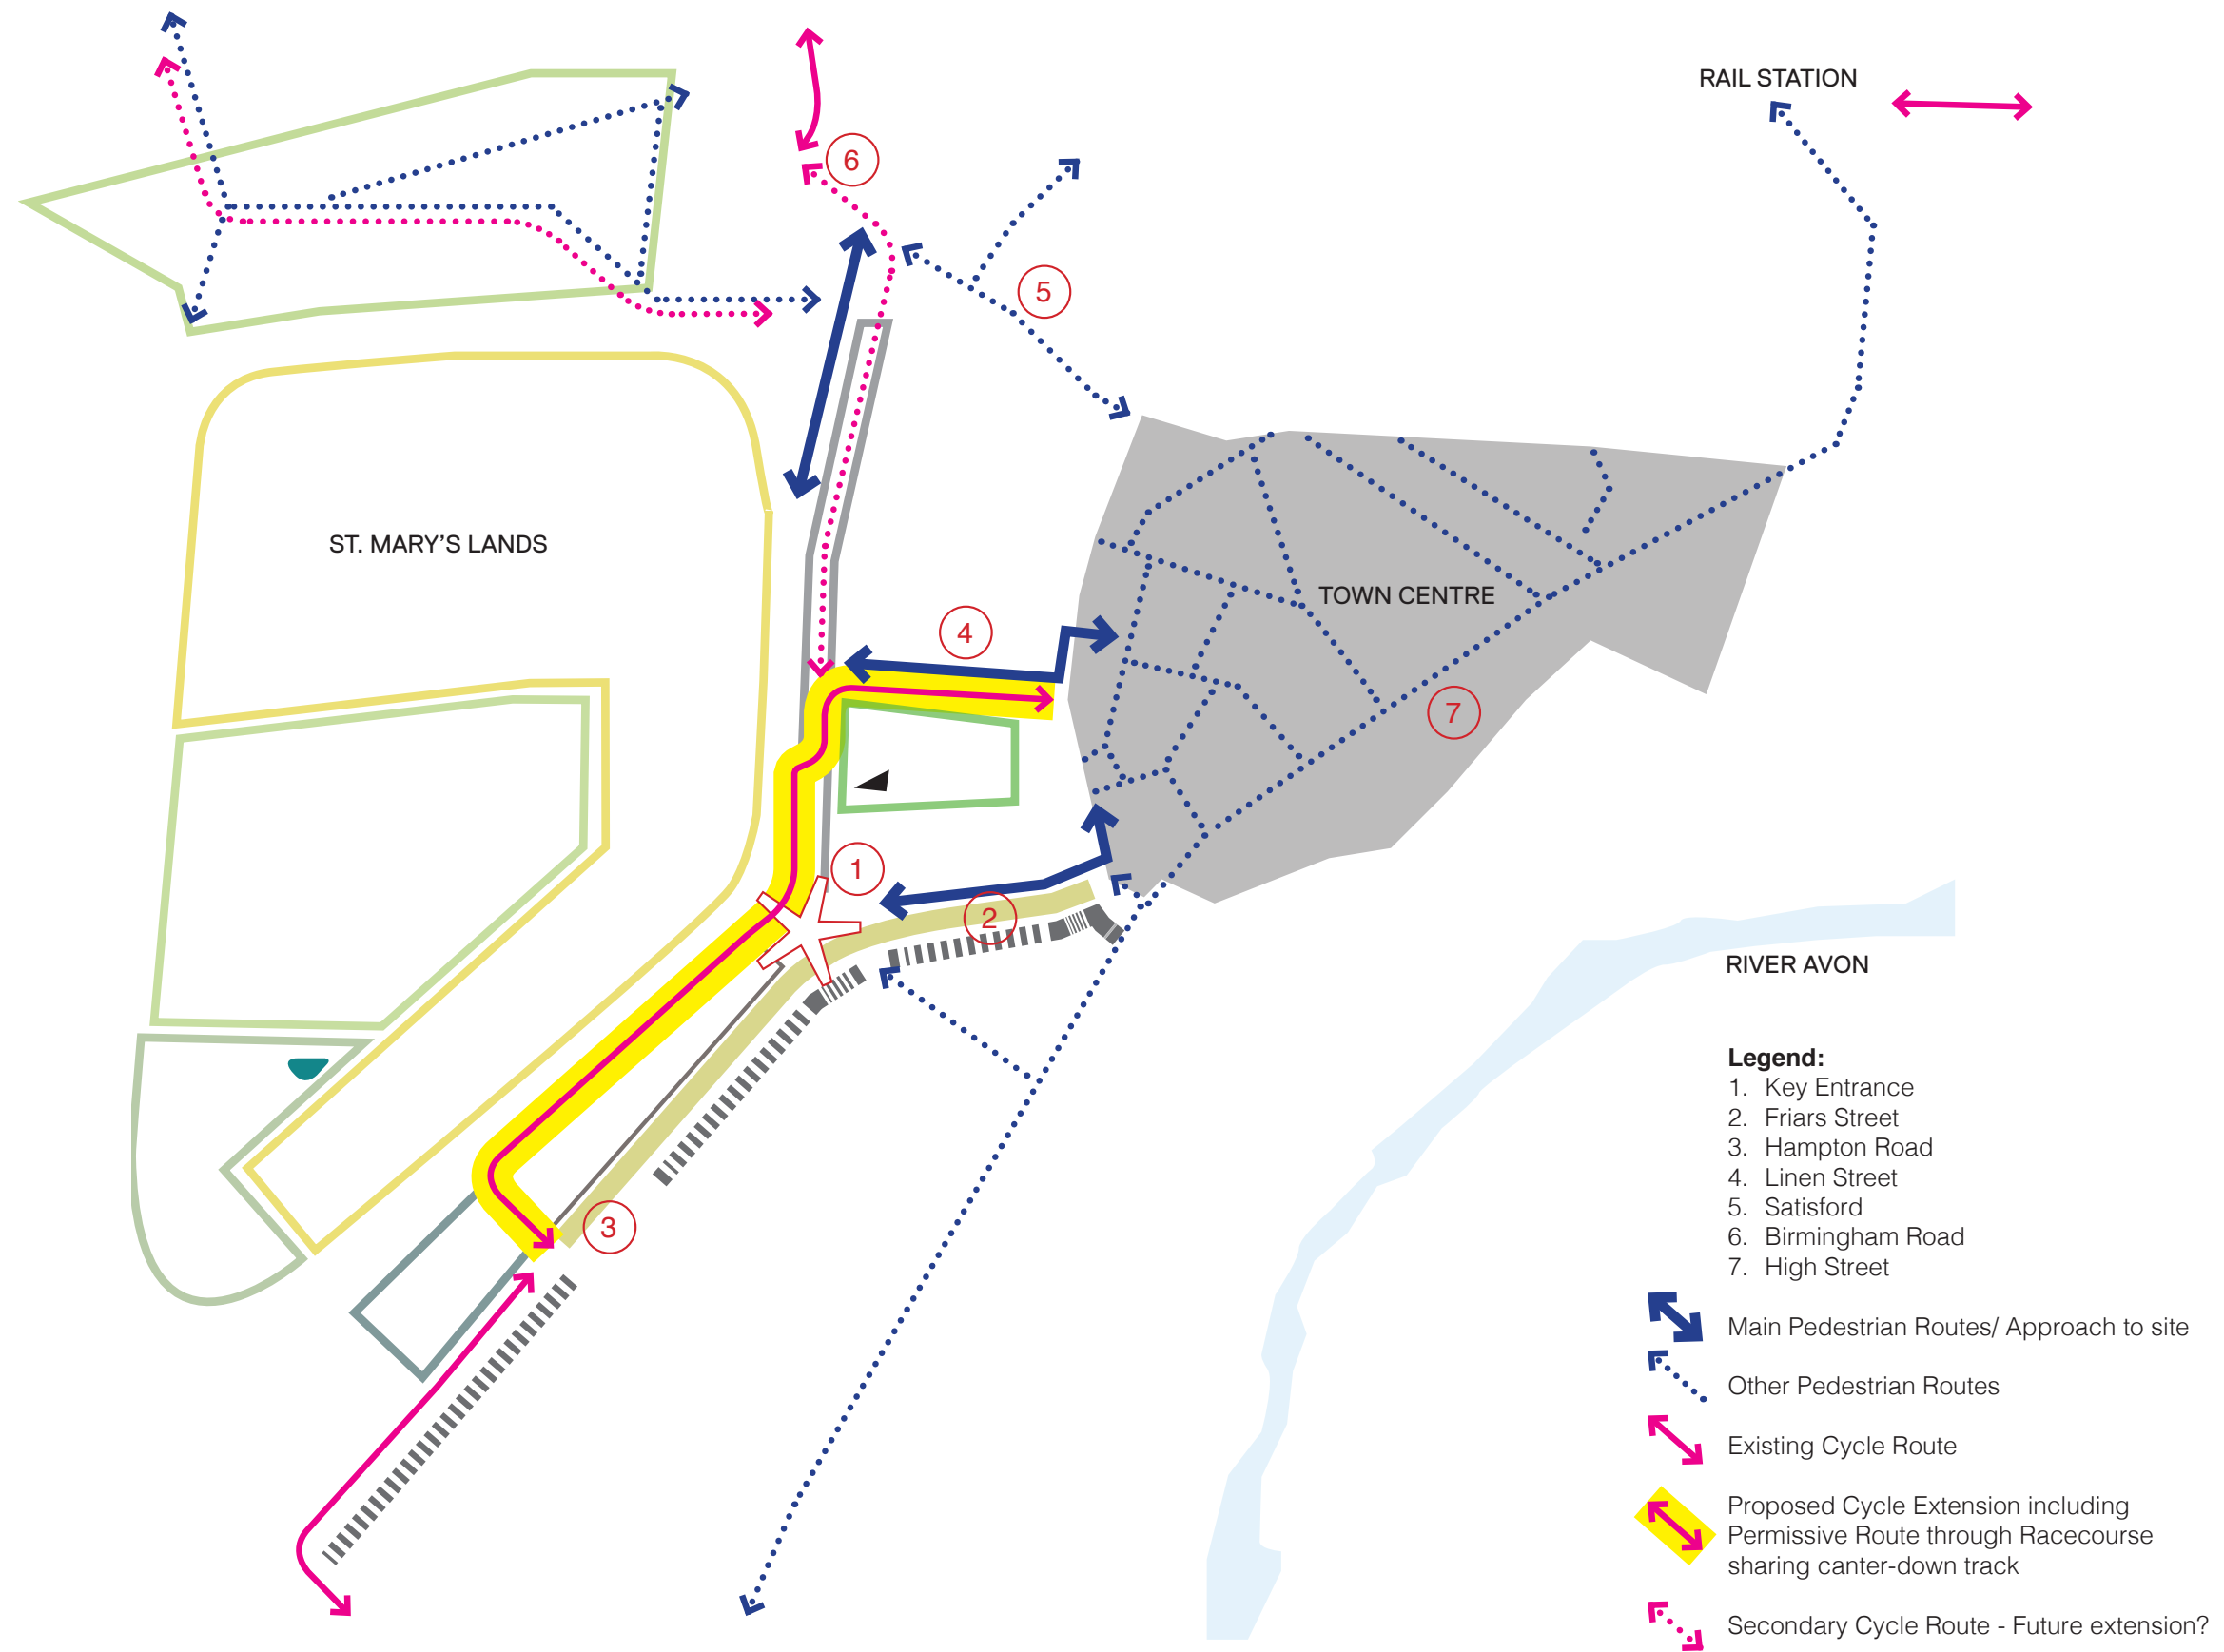 RAIL STATION
6
5
ST. MARY'S LANDS
TOWN CENTRE
4
7
1
2
RIVER AVON
3
Legend:
1. Key Entrance
2. Friars Street
3. Hampton Road
4. Linen Street
5. Satisford
6. Birmingham Road
7. High Street
Main Pedestrian Routes/ Approach to site
Other Pedestrian Routes
Existing Cycle Route
Proposed Cycle Extension including
Permissive Route through Racecourse
sharing canter-down track
Secondary Cycle Route - Future extension?